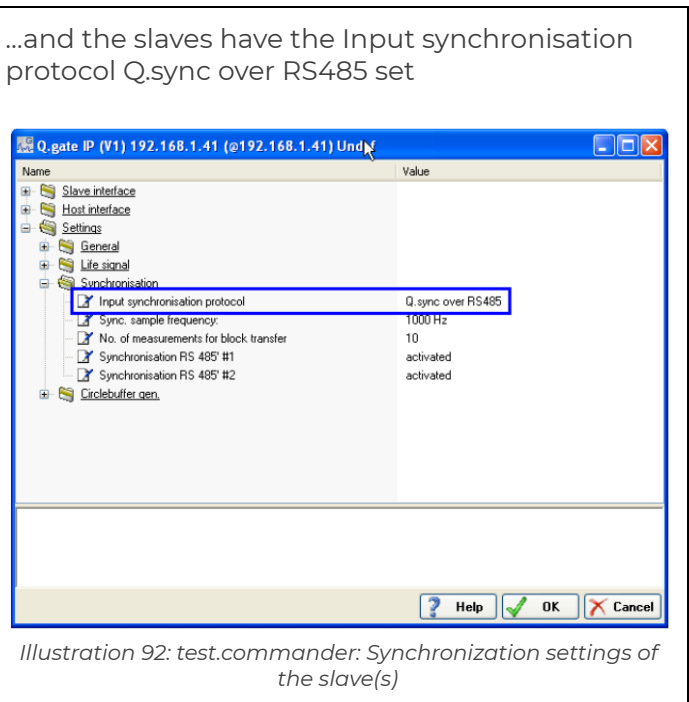 …and the slaves have the Input synchronisation
protocol Q.sync over RS485 set
Q.gate IP (V1) 192.168.1.41 (@192.168.1.41)
Name Value
Slave interface
Host interface
Settings
General
Life signal
Synchronisation
Input synchronisation protocol Q.sync over RS485
Sync. sample frequency: 1000 Hz
No. of measurements for block transfer 10
Synchronisation RS 485' #1 activated
Synchronisation RS 485' #2 activated
Circlebuffer gen.
? Help OK Cancel
Illustration 92: test.commander: Synchronization settings of
the slave(s)